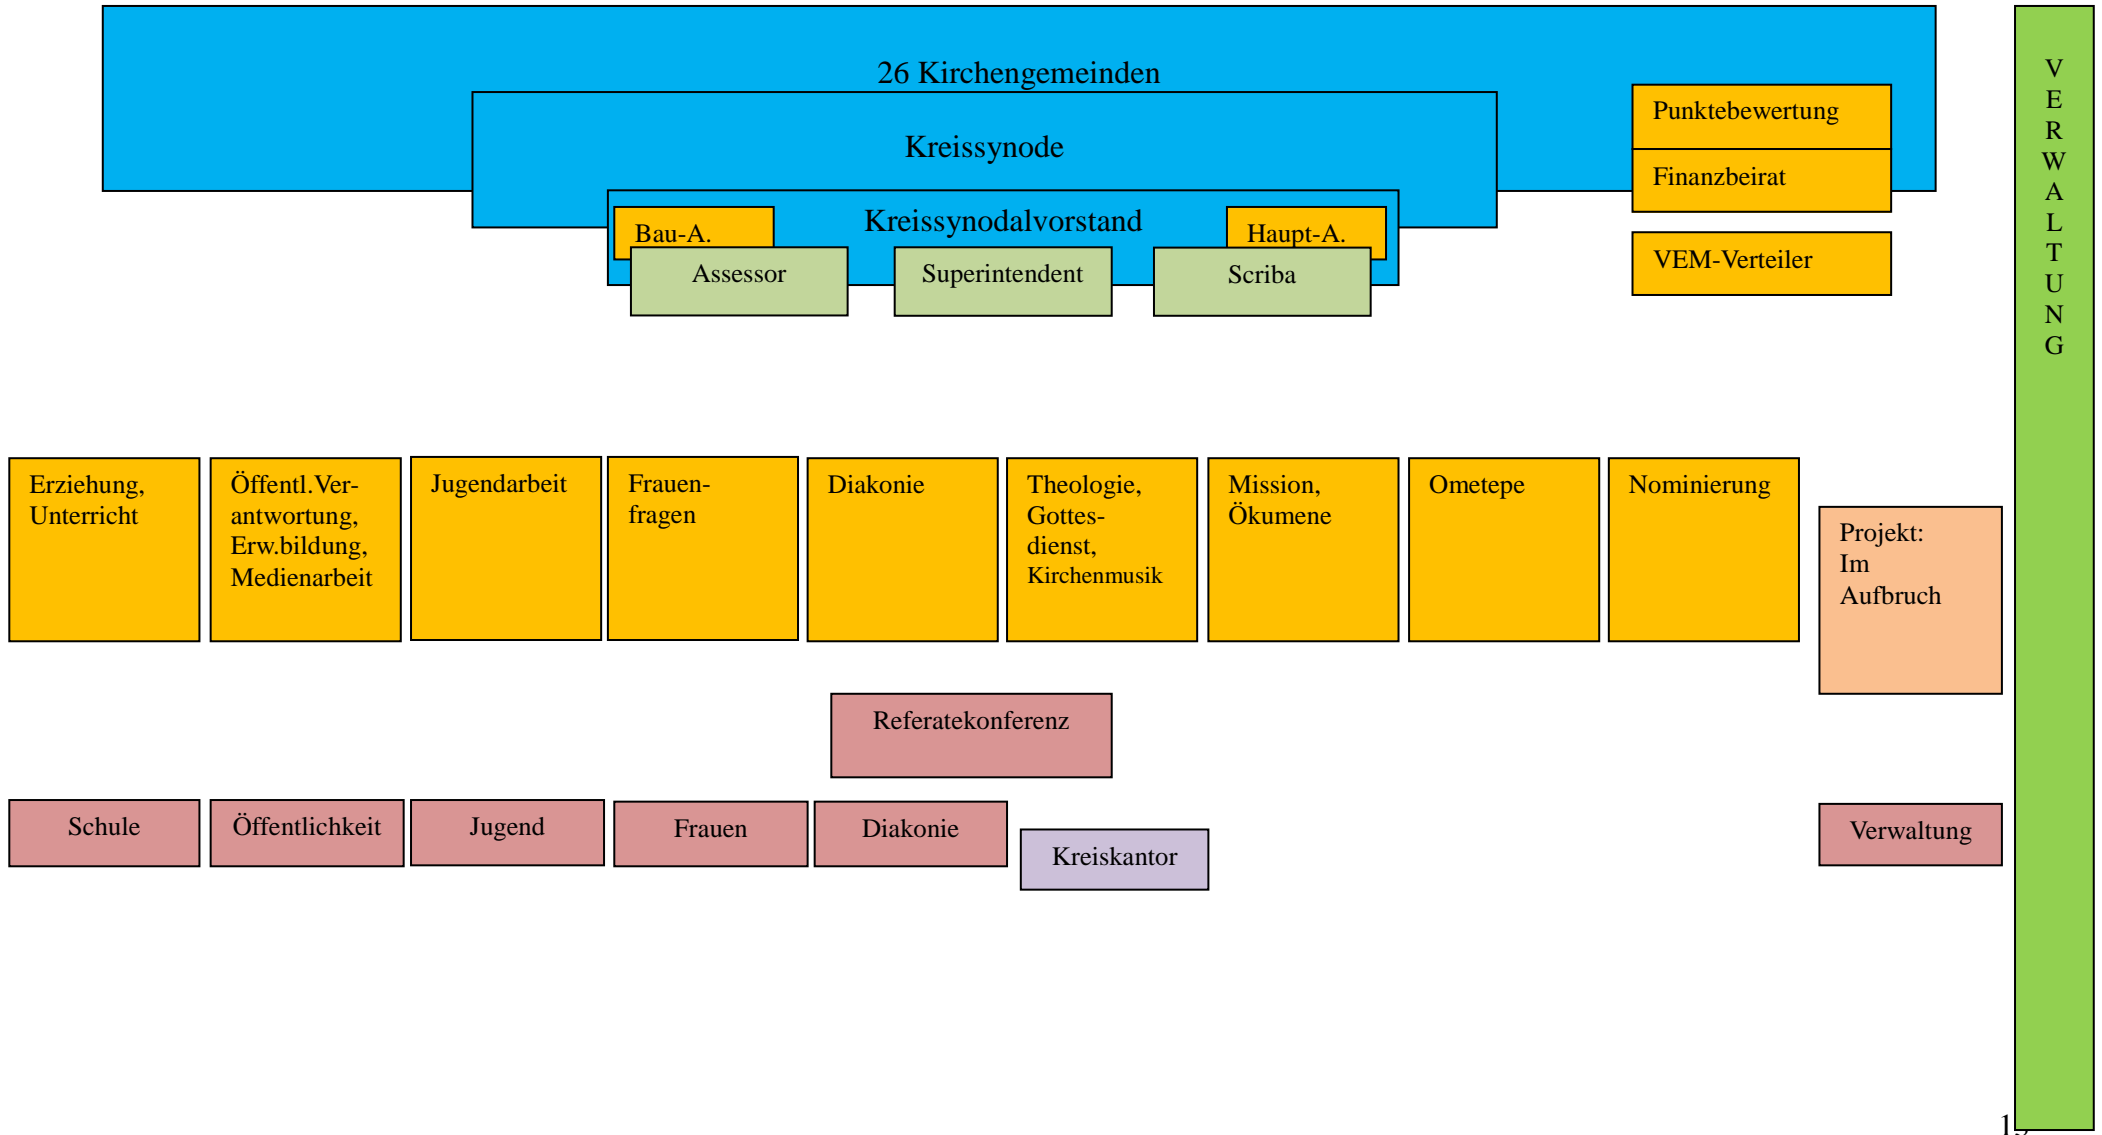 26 Kirchengemeinden
Kreissynode
Kreissynodalvorstand
Bau-A.
Haupt-A.
Assessor
Superintendent
Scriba
Punktebewertung
Finanzbeirat
VEM-Verteiler
V
E
R
W
A
L
T
U
N
G
Erziehung,
Unterricht
Öffentl.Ver-
antwortung,
Erw.bildung,
Medienarbeit
Jugendarbeit
Frauen-
fragen
Diakonie
Theologie,
Gottes-
dienst,
Kirchenmusik
Mission,
Ökumene
Ometepe
Nominierung
Projekt:
Im
Aufbruch
Referatekonferenz
Schule
Öffentlichkeit
Jugend
Frauen
Diakonie
Kreiskantor
Verwaltung